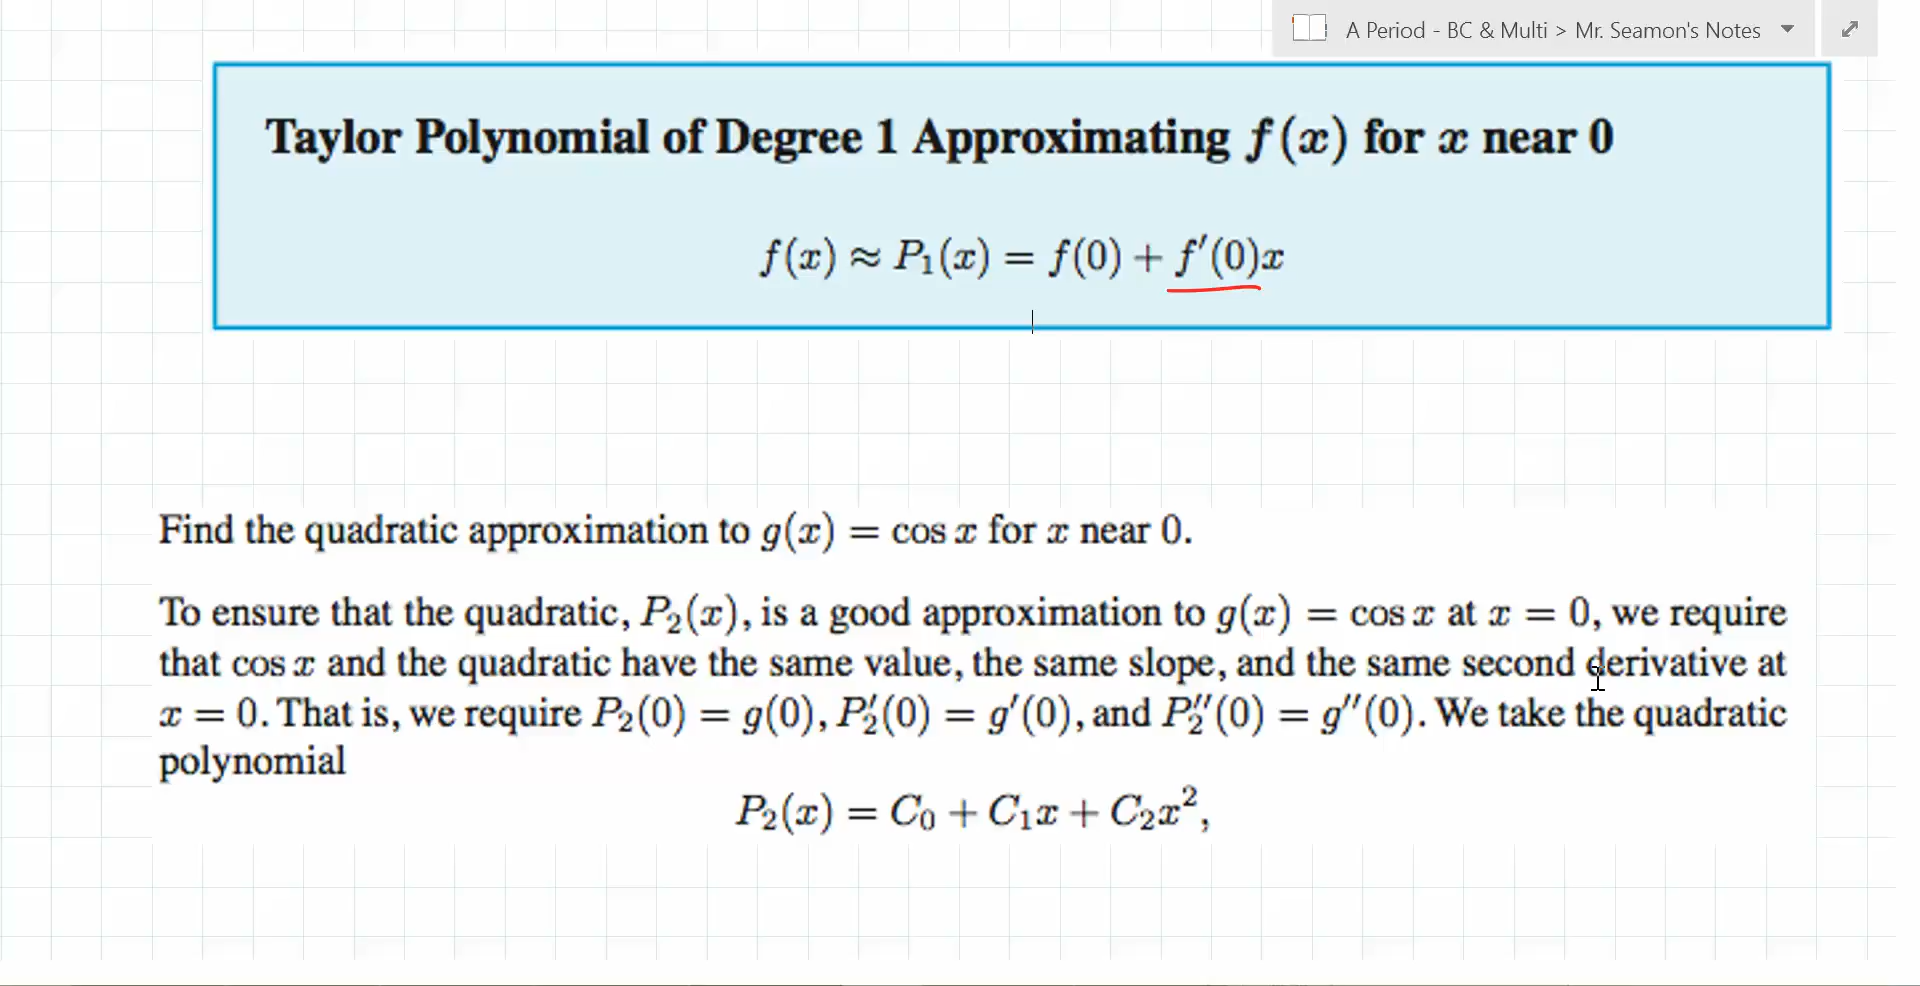 A Period - BC & Multi > Mr. Seamon's Notes
Taylor Polynomial of Degree 1 Approximating f(x) for x near 0
f(x) ≈ P₁(x) = f(0) + f′(0)x
Find the quadratic approximation to g(x) = cos x for x near 0.
To ensure that the quadratic, P₂(x), is a good approximation to g(x) = cos x at x = 0, we require
that cos x and the quadratic have the same value, the same slope, and the same second derivative at
x = 0. That is, we require P₂(0) = g(0), P₂′(0) = g′(0), and P₂″(0) = g″(0). We take the quadratic
polynomial
P₂(x) = C₀ + C₁x + C₂x²,